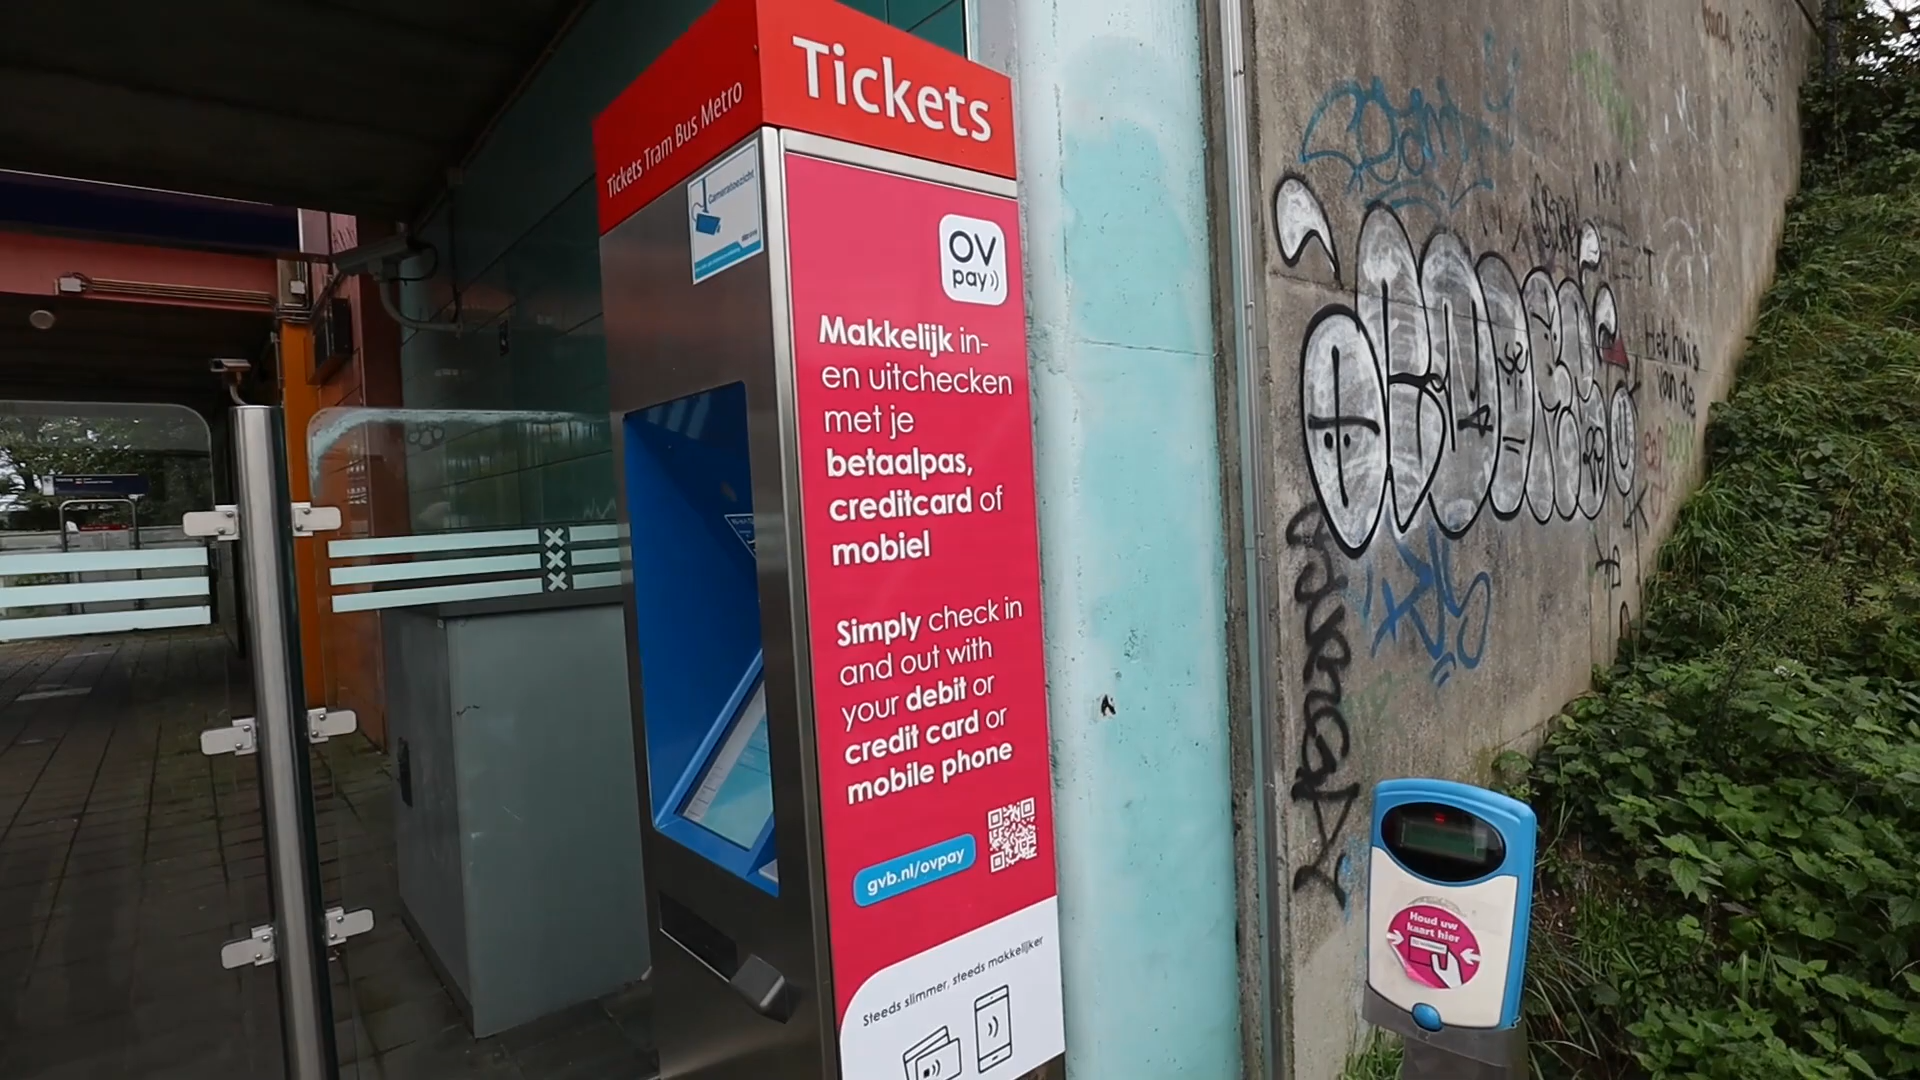 Tickets
Tickets Tram Bus Metro
Cameratoezicht
OV
pay
Makkelijk in-
en uitchecken
met je
betaalpas,
creditcard of
mobiel
Simply check in
and out with
your debit or
credit card or
mobile phone
gvb.nl/ovpay
Steeds slimmer, steeds makkelijker
Het huis
van de
Houd uw
kaart hier